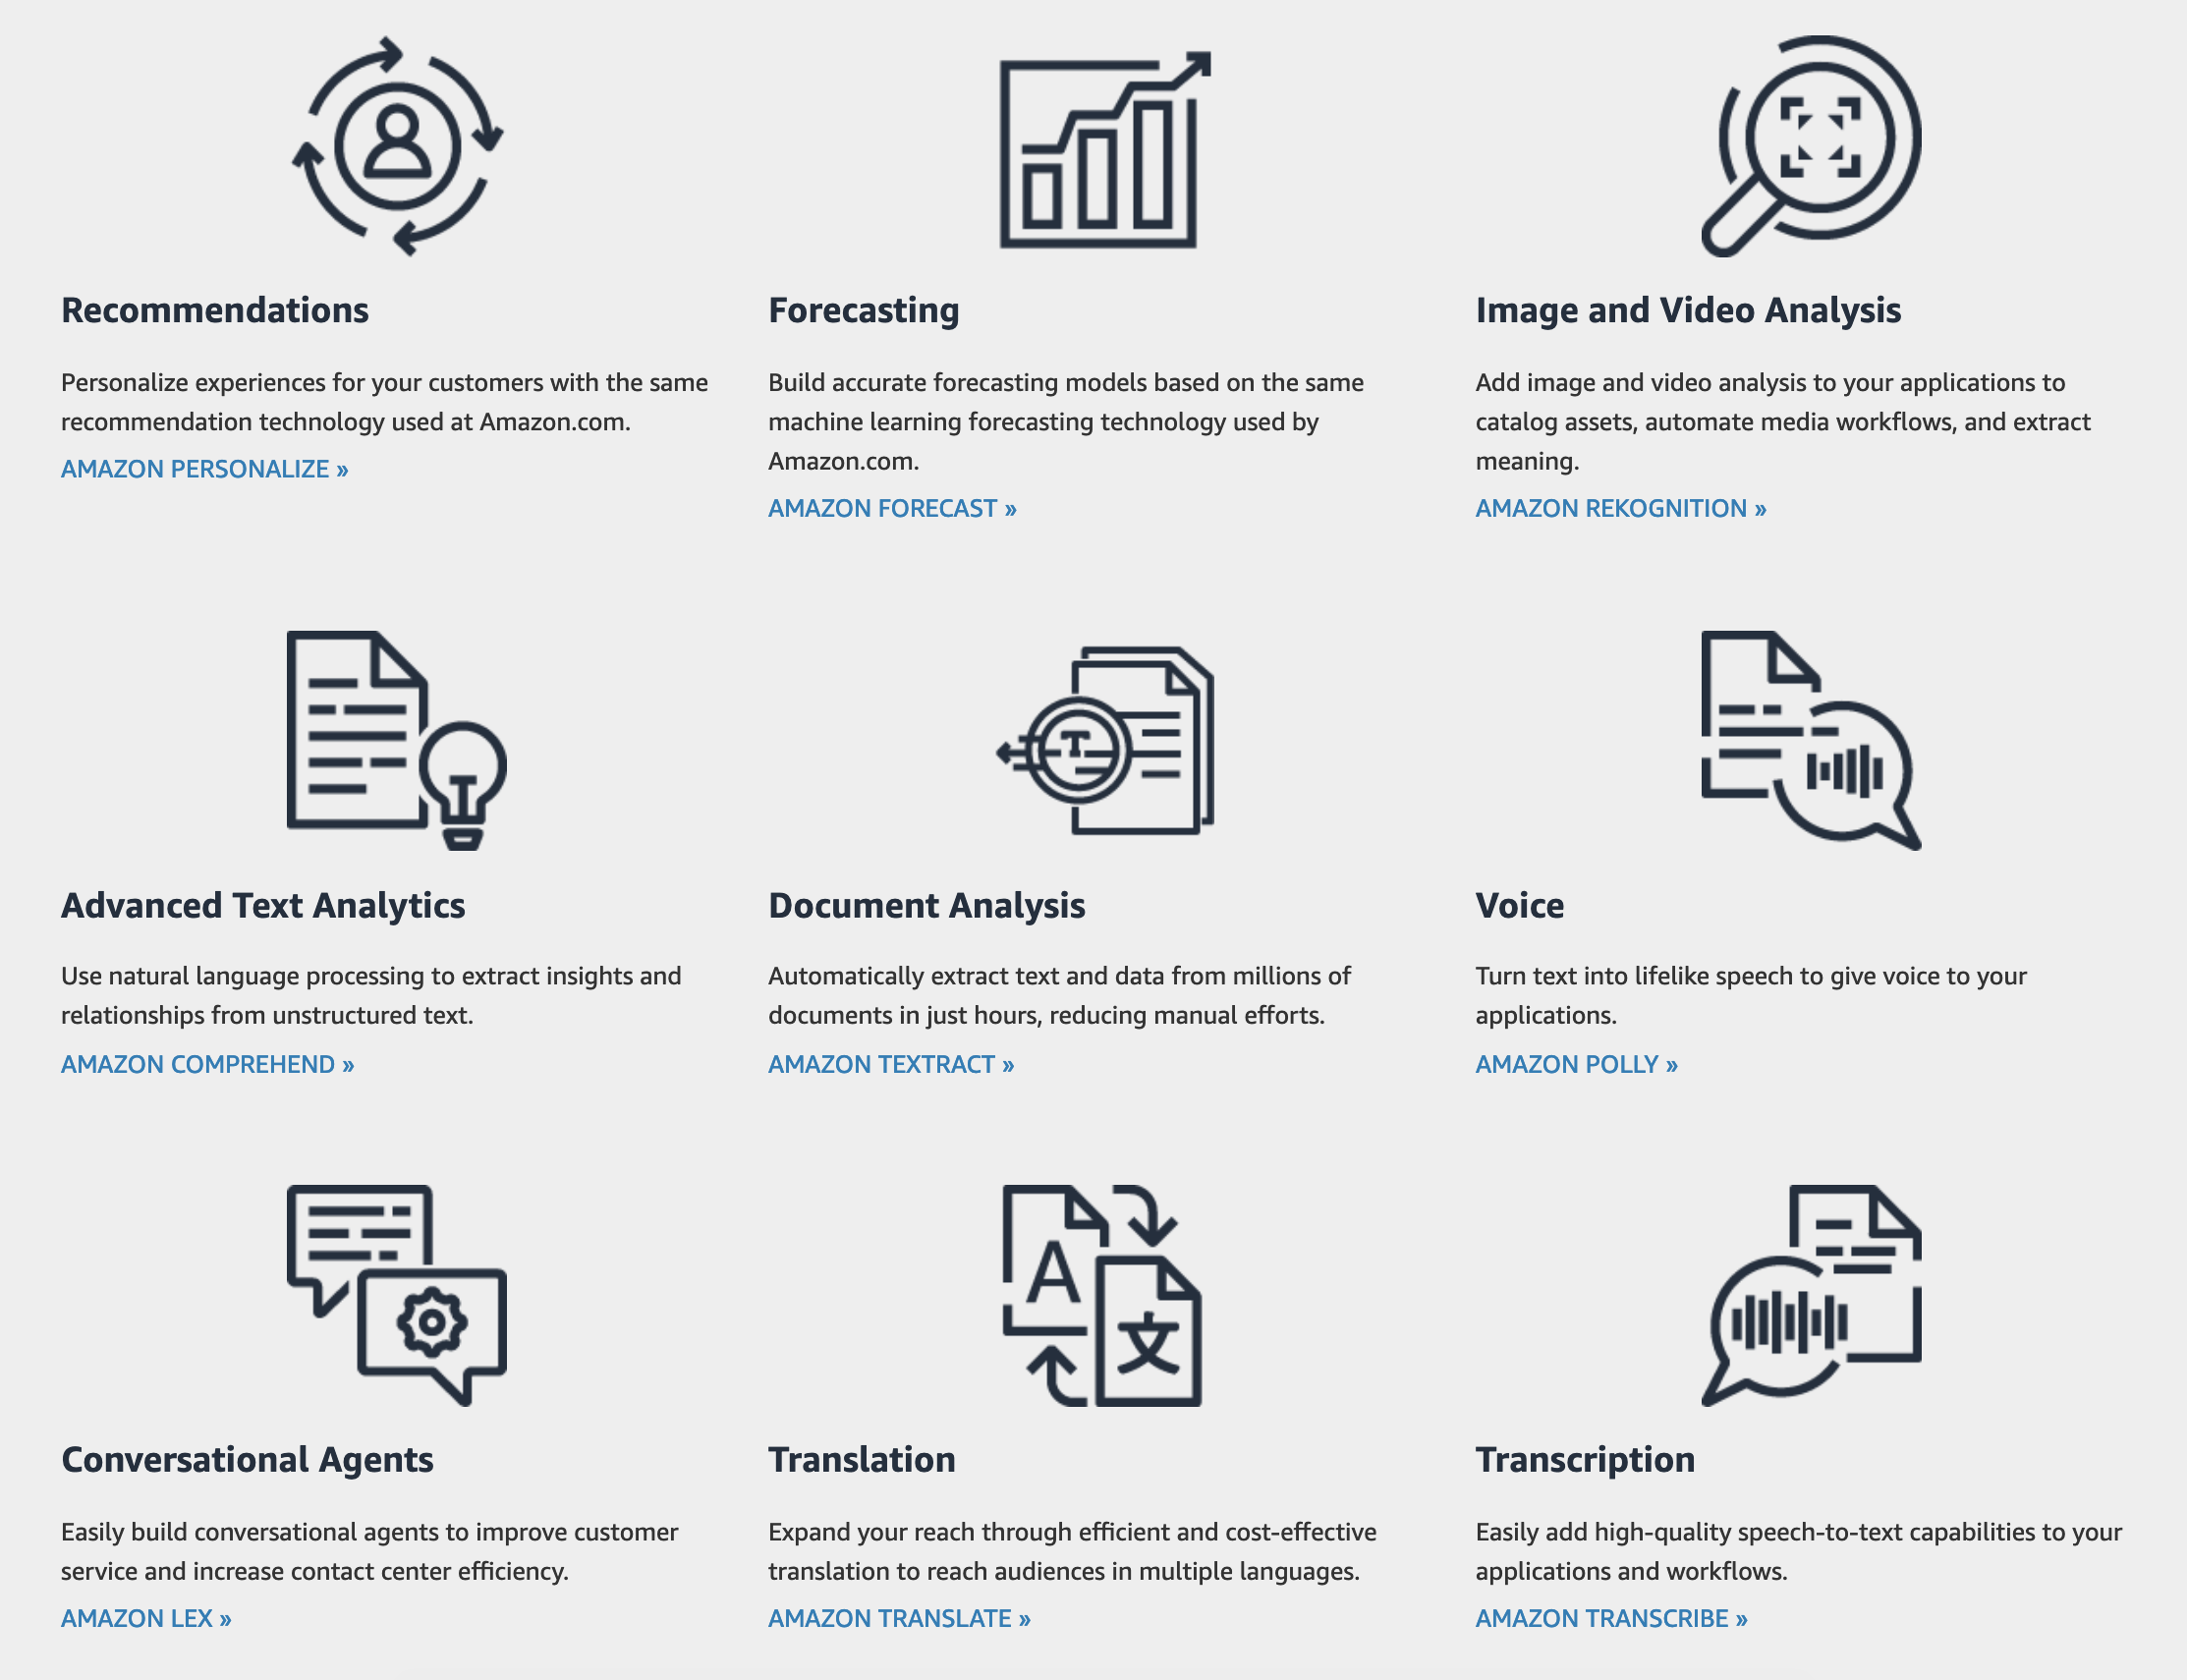 Recommendations
Personalize experiences for your customers with the same
recommendation technology used at Amazon.com.
AMAZON PERSONALIZE »
Forecasting
Build accurate forecasting models based on the same
machine learning forecasting technology used by
Amazon.com.
AMAZON FORECAST »
Image and Video Analysis
Add image and video analysis to your applications to
catalog assets, automate media workflows, and extract
meaning.
AMAZON REKOGNITION »
T
Advanced Text Analytics
Use natural language processing to extract insights and
relationships from unstructured text.
AMAZON COMPREHEND »
T
Document Analysis
Automatically extract text and data from millions of
documents in just hours, reducing manual efforts.
AMAZON TEXTRACT »
Voice
Turn text into lifelike speech to give voice to your
applications.
AMAZON POLLY »
Conversational Agents
Easily build conversational agents to improve customer
service and increase contact center efficiency.
AMAZON LEX »
A
文
Translation
Expand your reach through efficient and cost-effective
translation to reach audiences in multiple languages.
AMAZON TRANSLATE »
Transcription
Easily add high-quality speech-to-text capabilities to your
applications and workflows.
AMAZON TRANSCRIBE »